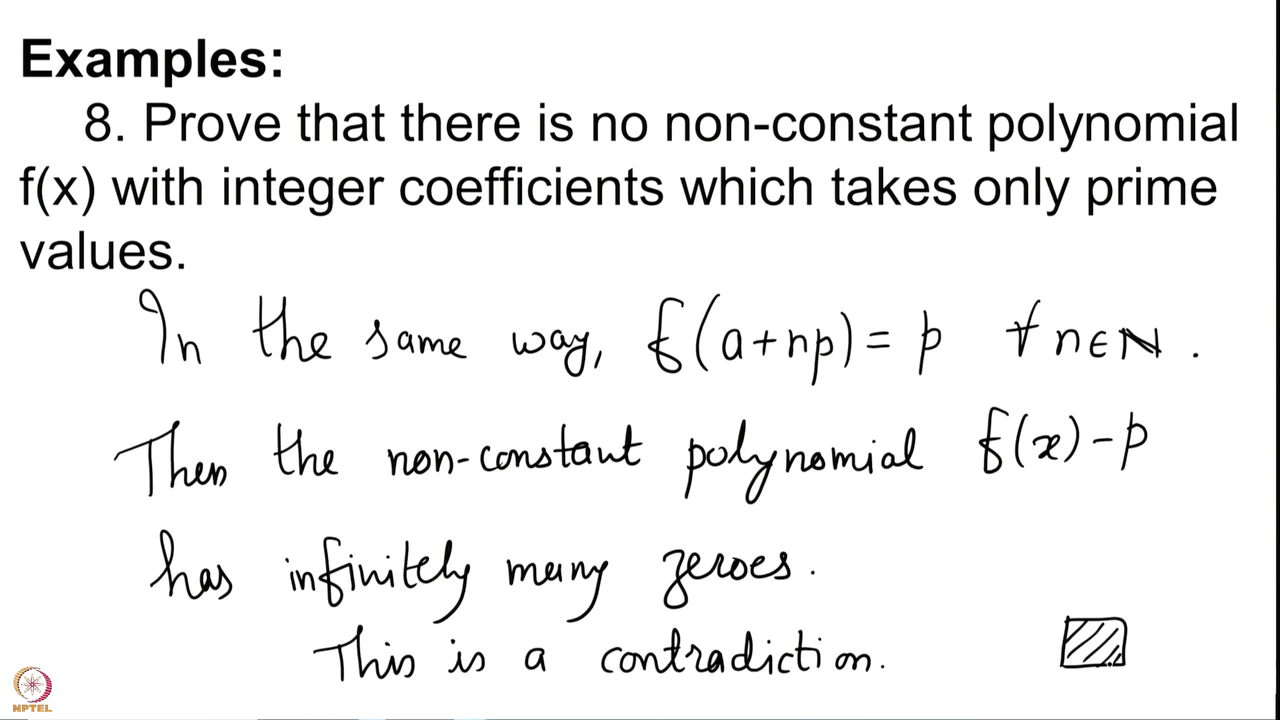 Examples:
8. Prove that there is no non-constant polynomial
f(x) with integer coefficients which takes only prime
values.
In the same way, f(a+np) = p ∀ n∈ℕ.
Then the non-constant polynomial f(x)-p
has infinitely many zeroes.
This is a contradiction.
NPTEL